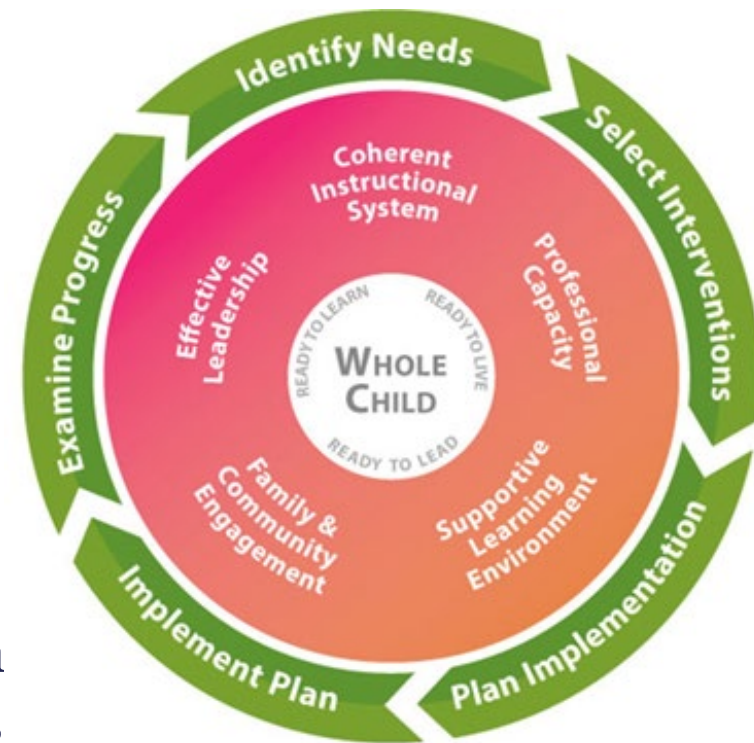 Identify Needs
Select Interventions
Plan Implementation
Implement Plan
Examine Progress
Coherent
Instructional
System
Professional
Capacity
Supportive
Learning
Environment
Family &
Community
Engagement
Effective
Leadership
READY TO LEARN
READY TO LIVE
READY TO LEAD
WHOLE
CHILD